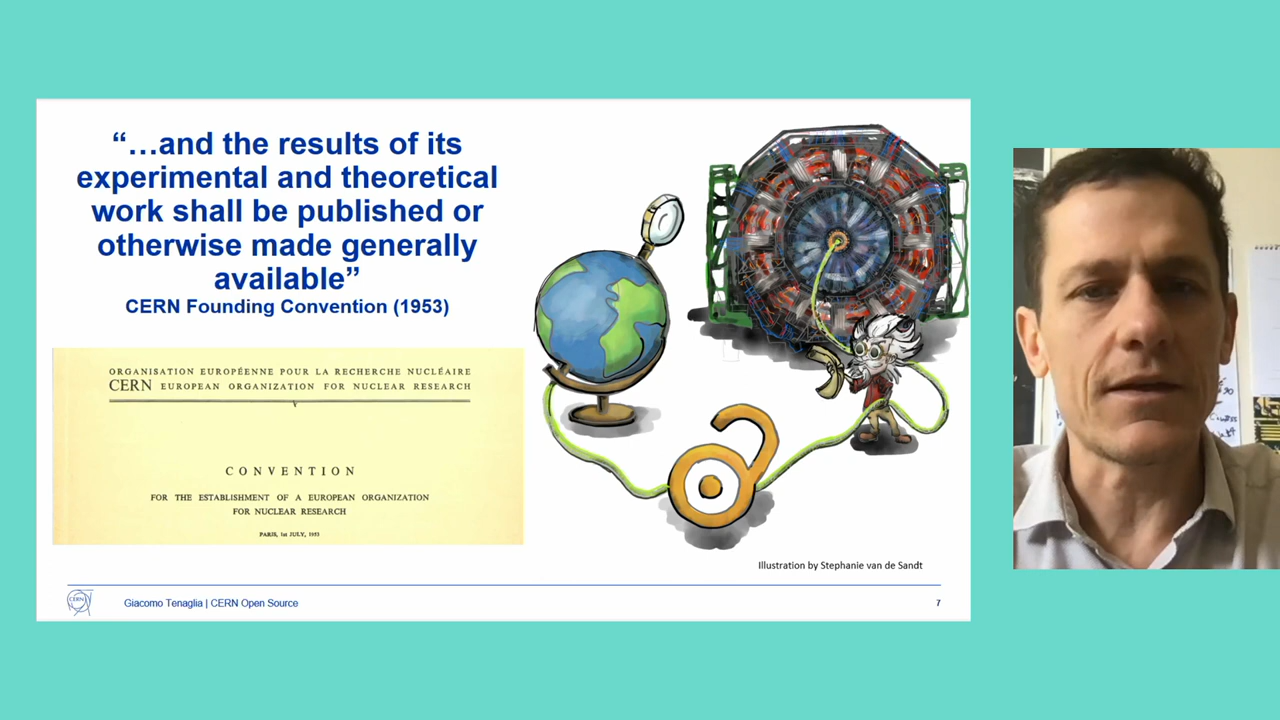 “…and the results of its
experimental and theoretical
work shall be published or
otherwise made generally
available”
CERN Founding Convention (1953)
ORGANISATION EUROPÉENNE POUR LA RECHERCHE NUCLÉAIRE
CERN EUROPEAN ORGANIZATION FOR NUCLEAR RESEARCH
CONVENTION
FOR THE ESTABLISHMENT OF A EUROPEAN ORGANIZATION
FOR NUCLEAR RESEARCH
PARIS, 1st JULY, 1953
Illustration by Stephanie van de Sandt
CERN
Giacomo Tenaglia | CERN Open Source
7